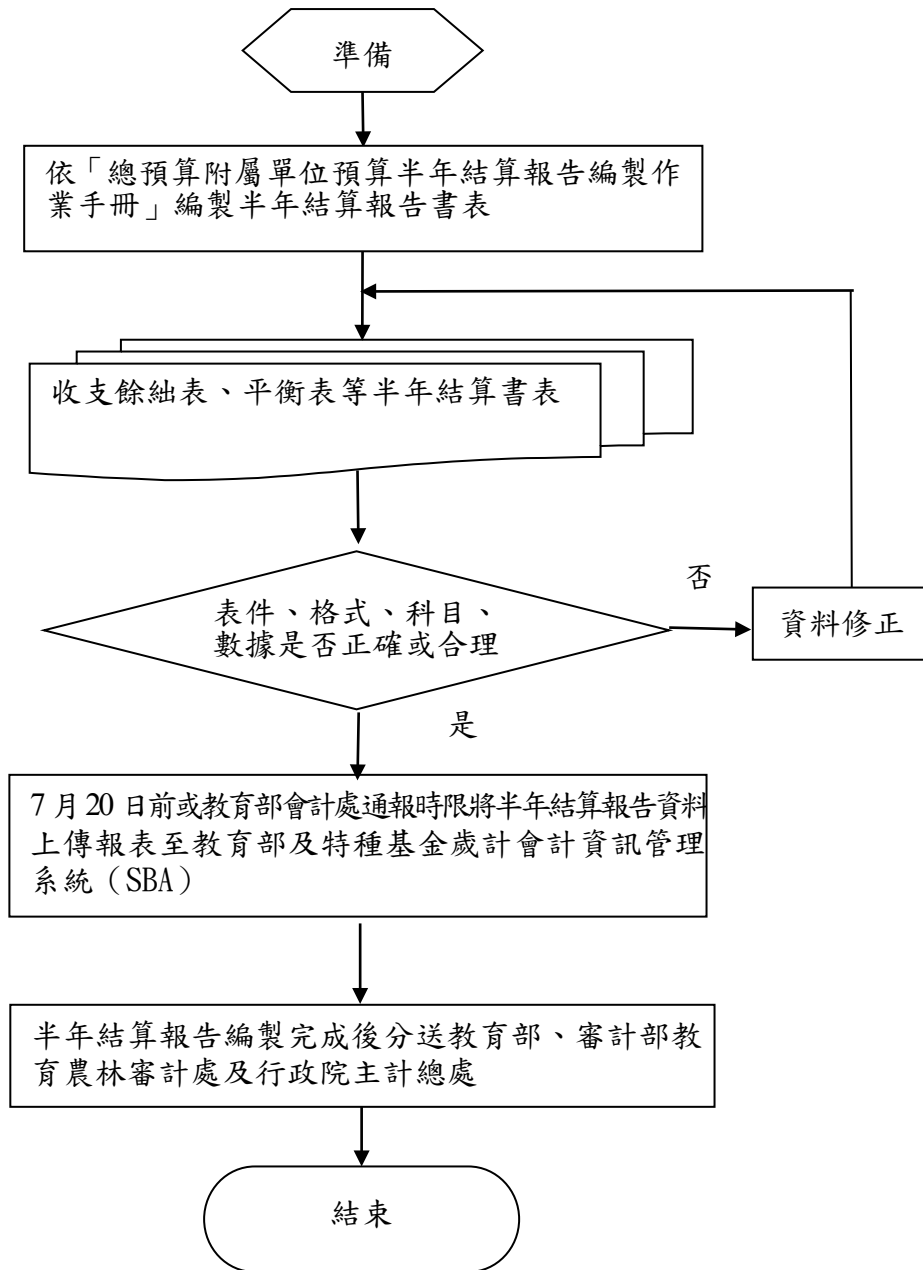 準備
依「總預算附屬單位預算半年結算報告編製作
業手冊」編製半年結算報告書表
收支餘絀表、平衡表等半年結算書表
表件、格式、科目、
數據是否正確或合理
否
資料修正
是
7月20日前或教育部會計處通報時限將半年結算報告資料
上傳報表至教育部及特種基金歲計會計資訊管理
系統（SBA）
半年結算報告編製完成後分送教育部、審計部教
育農林審計處及行政院主計總處
結束